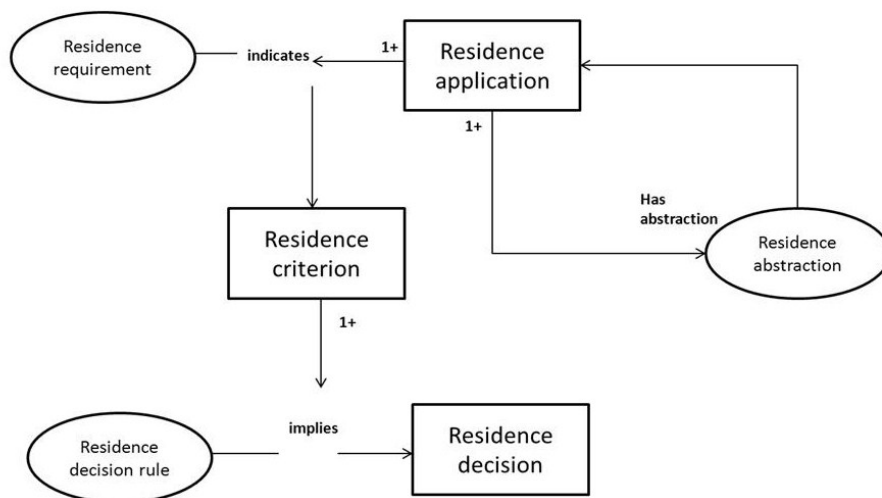 Residence
requirement
indicates
1+
Residence
application
1+
Has
abstraction
Residence
abstraction
Residence
criterion
1+
implies
Residence
decision rule
Residence
decision